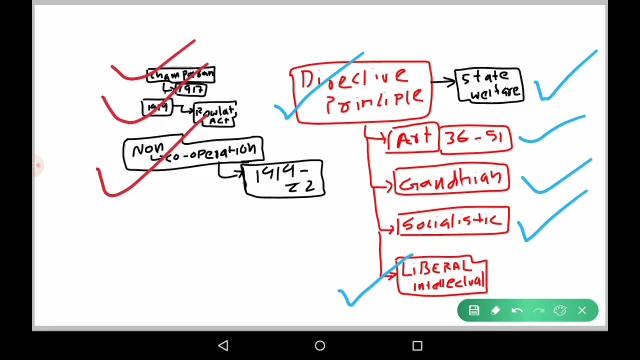 Champaran
1917
1919
Rowlat
Act
Non
co-operation
1919-
22
Directive
Principle
State
welfare
Art 36-51
Gandhian
Socialistic
LIBERAL
intellectual